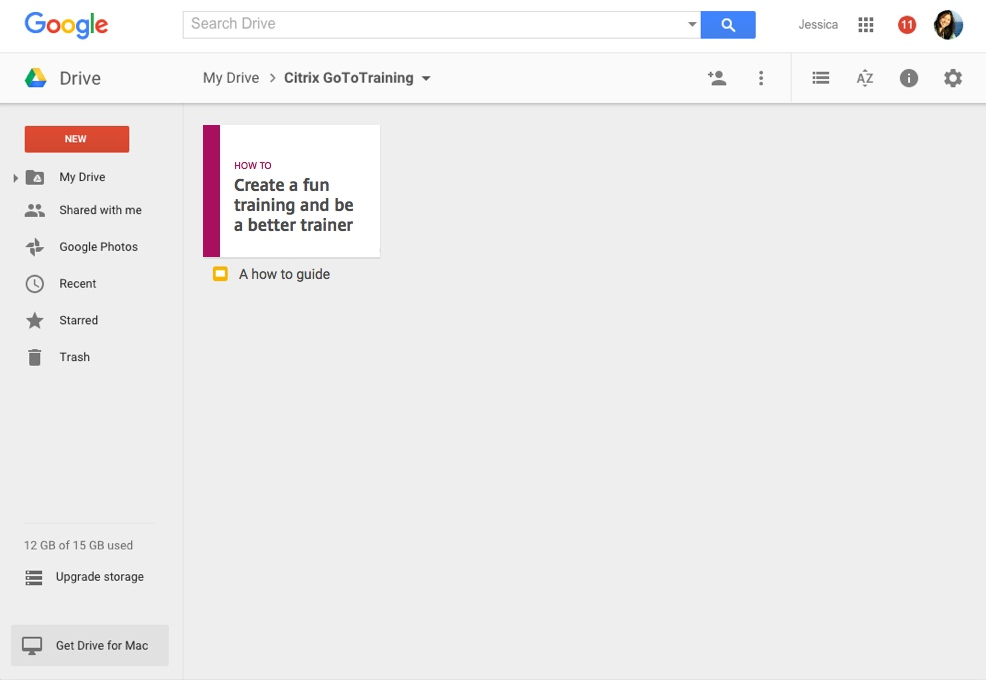 Google
Search Drive
Jessica
11
Drive
My Drive > Citrix GoToTraining
AZ
NEW
My Drive
Shared with me
Google Photos
Recent
Starred
Trash
HOW TO
Create a fun
training and be
a better trainer
A how to guide
12 GB of 15 GB used
Upgrade storage
Get Drive for Mac